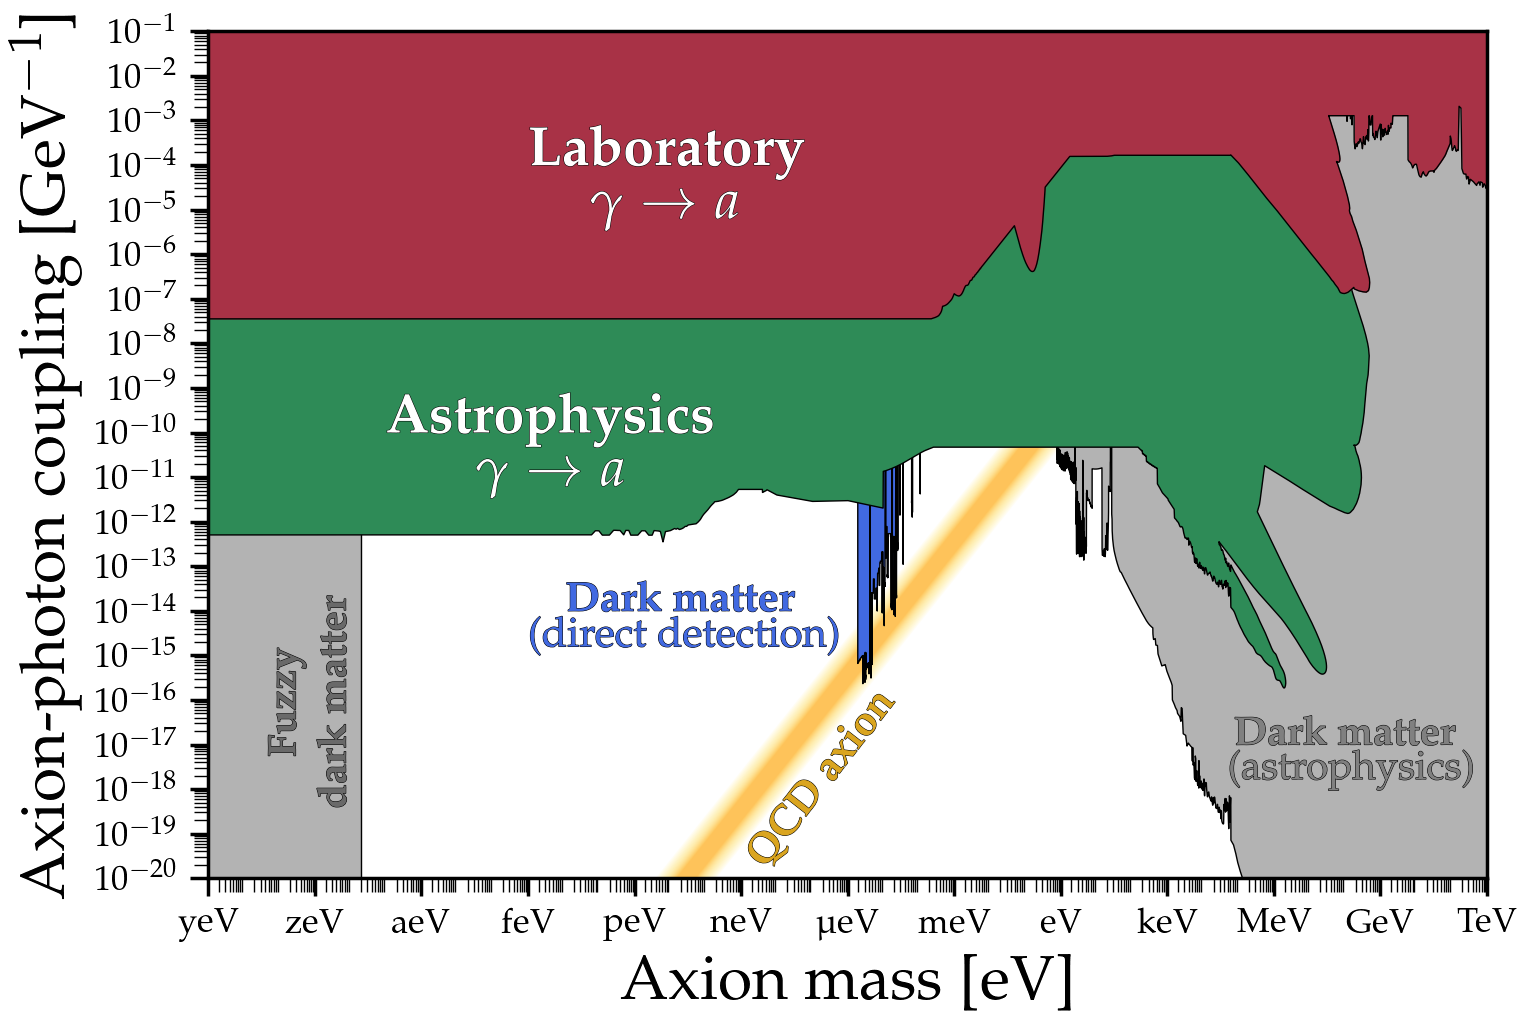 Axion-photon coupling [GeV⁻¹]
10⁻¹
10⁻²
10⁻³
10⁻⁴
10⁻⁵
10⁻⁶
10⁻⁷
10⁻⁸
10⁻⁹
10⁻¹⁰
10⁻¹¹
10⁻¹²
10⁻¹³
10⁻¹⁴
10⁻¹⁵
10⁻¹⁶
10⁻¹⁷
10⁻¹⁸
10⁻¹⁹
10⁻²⁰
Laboratory
γ → a
Astrophysics
γ → a
Dark matter
(direct detection)
Fuzzy
dark matter
QCD axion
Dark matter
(astrophysics)
yeV zeV aeV feV peV neV μeV meV eV keV MeV GeV TeV
Axion mass [eV]